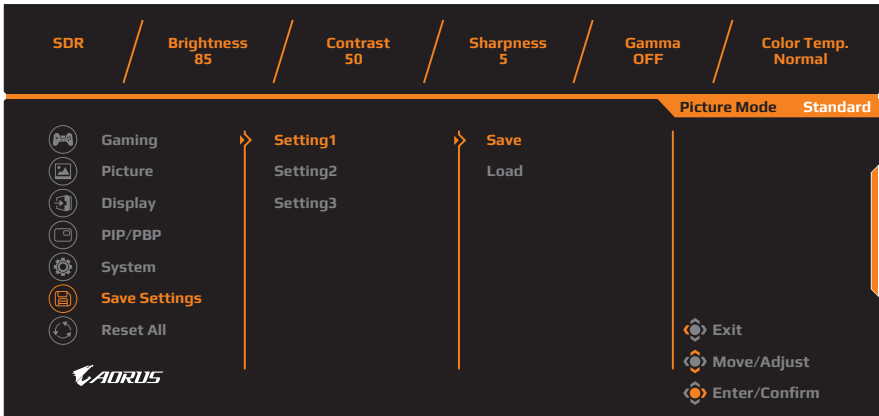 SDR
Brightness
85
Contrast
50
Sharpness
5
Gamma
OFF
Color Temp.
Normal
Picture Mode Standard
Gaming
Picture
Display
PIP/PBP
System
Save Settings
Reset All
Setting1
Setting2
Setting3
Save
Load
Exit
Move/Adjust
Enter/Confirm
AORUS